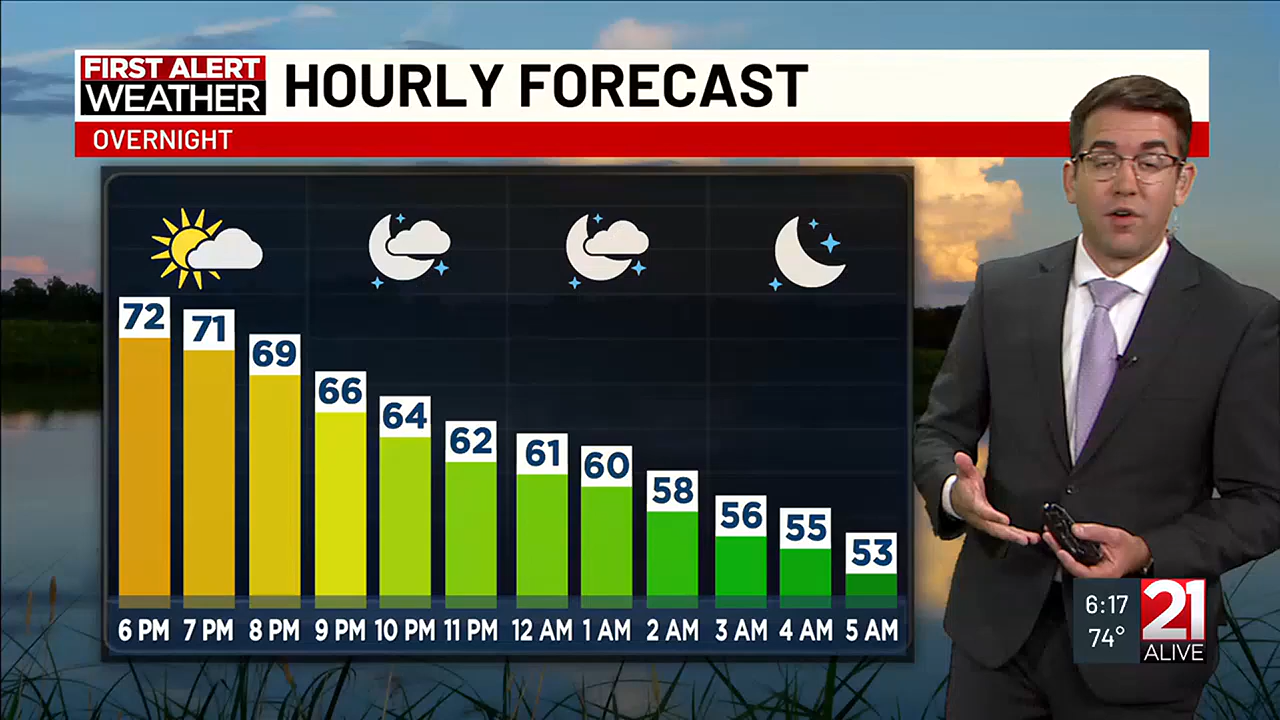 FIRST ALERT
WEATHER
HOURLY FORECAST
OVERNIGHT
72
71
69
66
64
62
61
60
58
56
55
53
6 PM 7 PM 8 PM 9 PM 10 PM 11 PM 12 AM 1 AM 2 AM 3 AM 4 AM 5 AM
6:17
74°
21
ALIVE